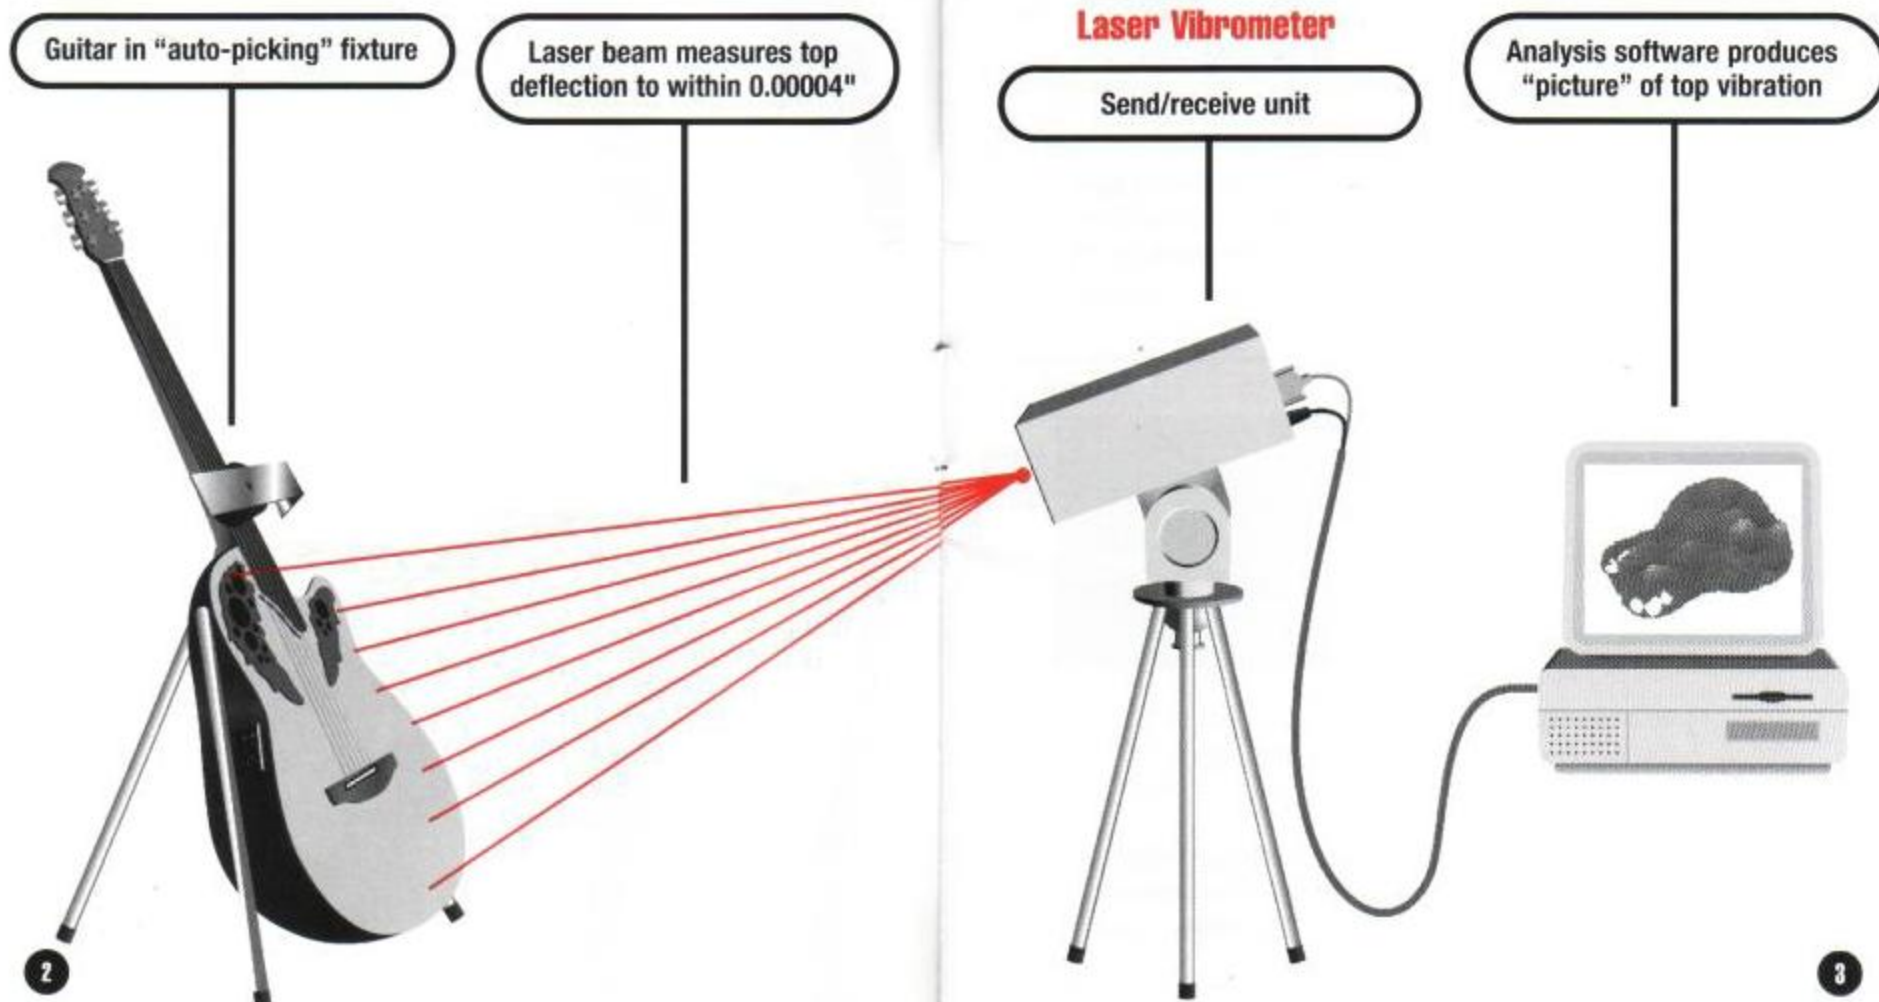 Guitar in “auto-picking” fixture
Laser beam measures top
deflection to within 0.00004"
Laser Vibrometer
Send/receive unit
Analysis software produces
“picture” of top vibration
2
3